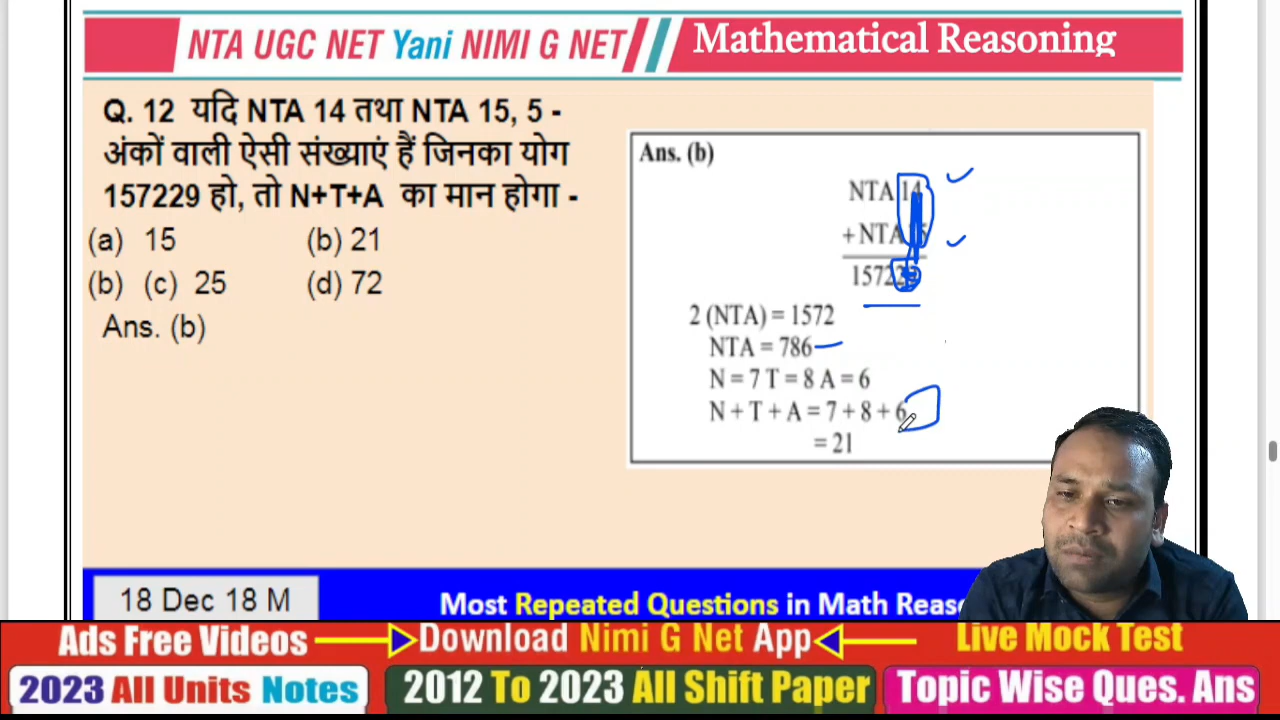 NTA UGC NET Yani NIMI G NET
Mathematical Reasoning
Q. 12 यदि NTA 14 तथा NTA 15, 5 -
अंकों वाली ऐसी संख्याएं हैं जिनका योग
157229 हो, तो N+T+A का मान होगा -
(a) 15 (b) 21
(b) (c) 25 (d) 72
Ans. (b)
Ans. (b)
NTA 14
+ NTA 15
157229
2 (NTA) = 1572
NTA = 786
N = 7 T = 8 A = 6
N + T + A = 7 + 8 + 6
= 21
18 Dec 18 M
Most Repeated Questions in Math
Ads Free Videos
Download Nimi G Net App
Live Mock Test
2023 All Units Notes
2012 To 2023 All Shift Paper
Topic Wise Ques. Ans